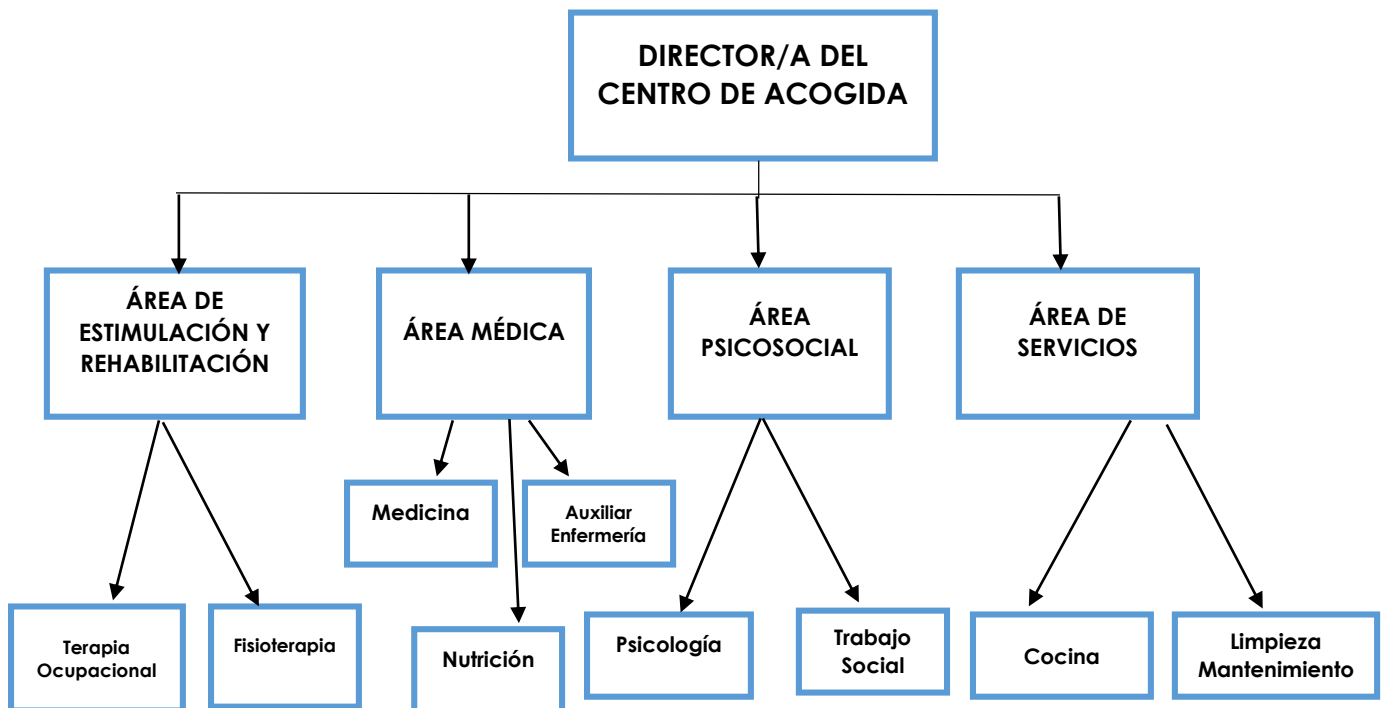 DIRECTOR/A DEL
CENTRO DE ACOGIDA
ÁREA DE
ESTIMULACIÓN Y
REHABILITACIÓN
ÁREA MÉDICA
ÁREA
PSICOSOCIAL
ÁREA DE
SERVICIOS
Medicina
Auxiliar
Enfermería
Terapia
Ocupacional
Fisioterapia
Nutrición
Psicología
Trabajo
Social
Cocina
Limpieza
Mantenimiento